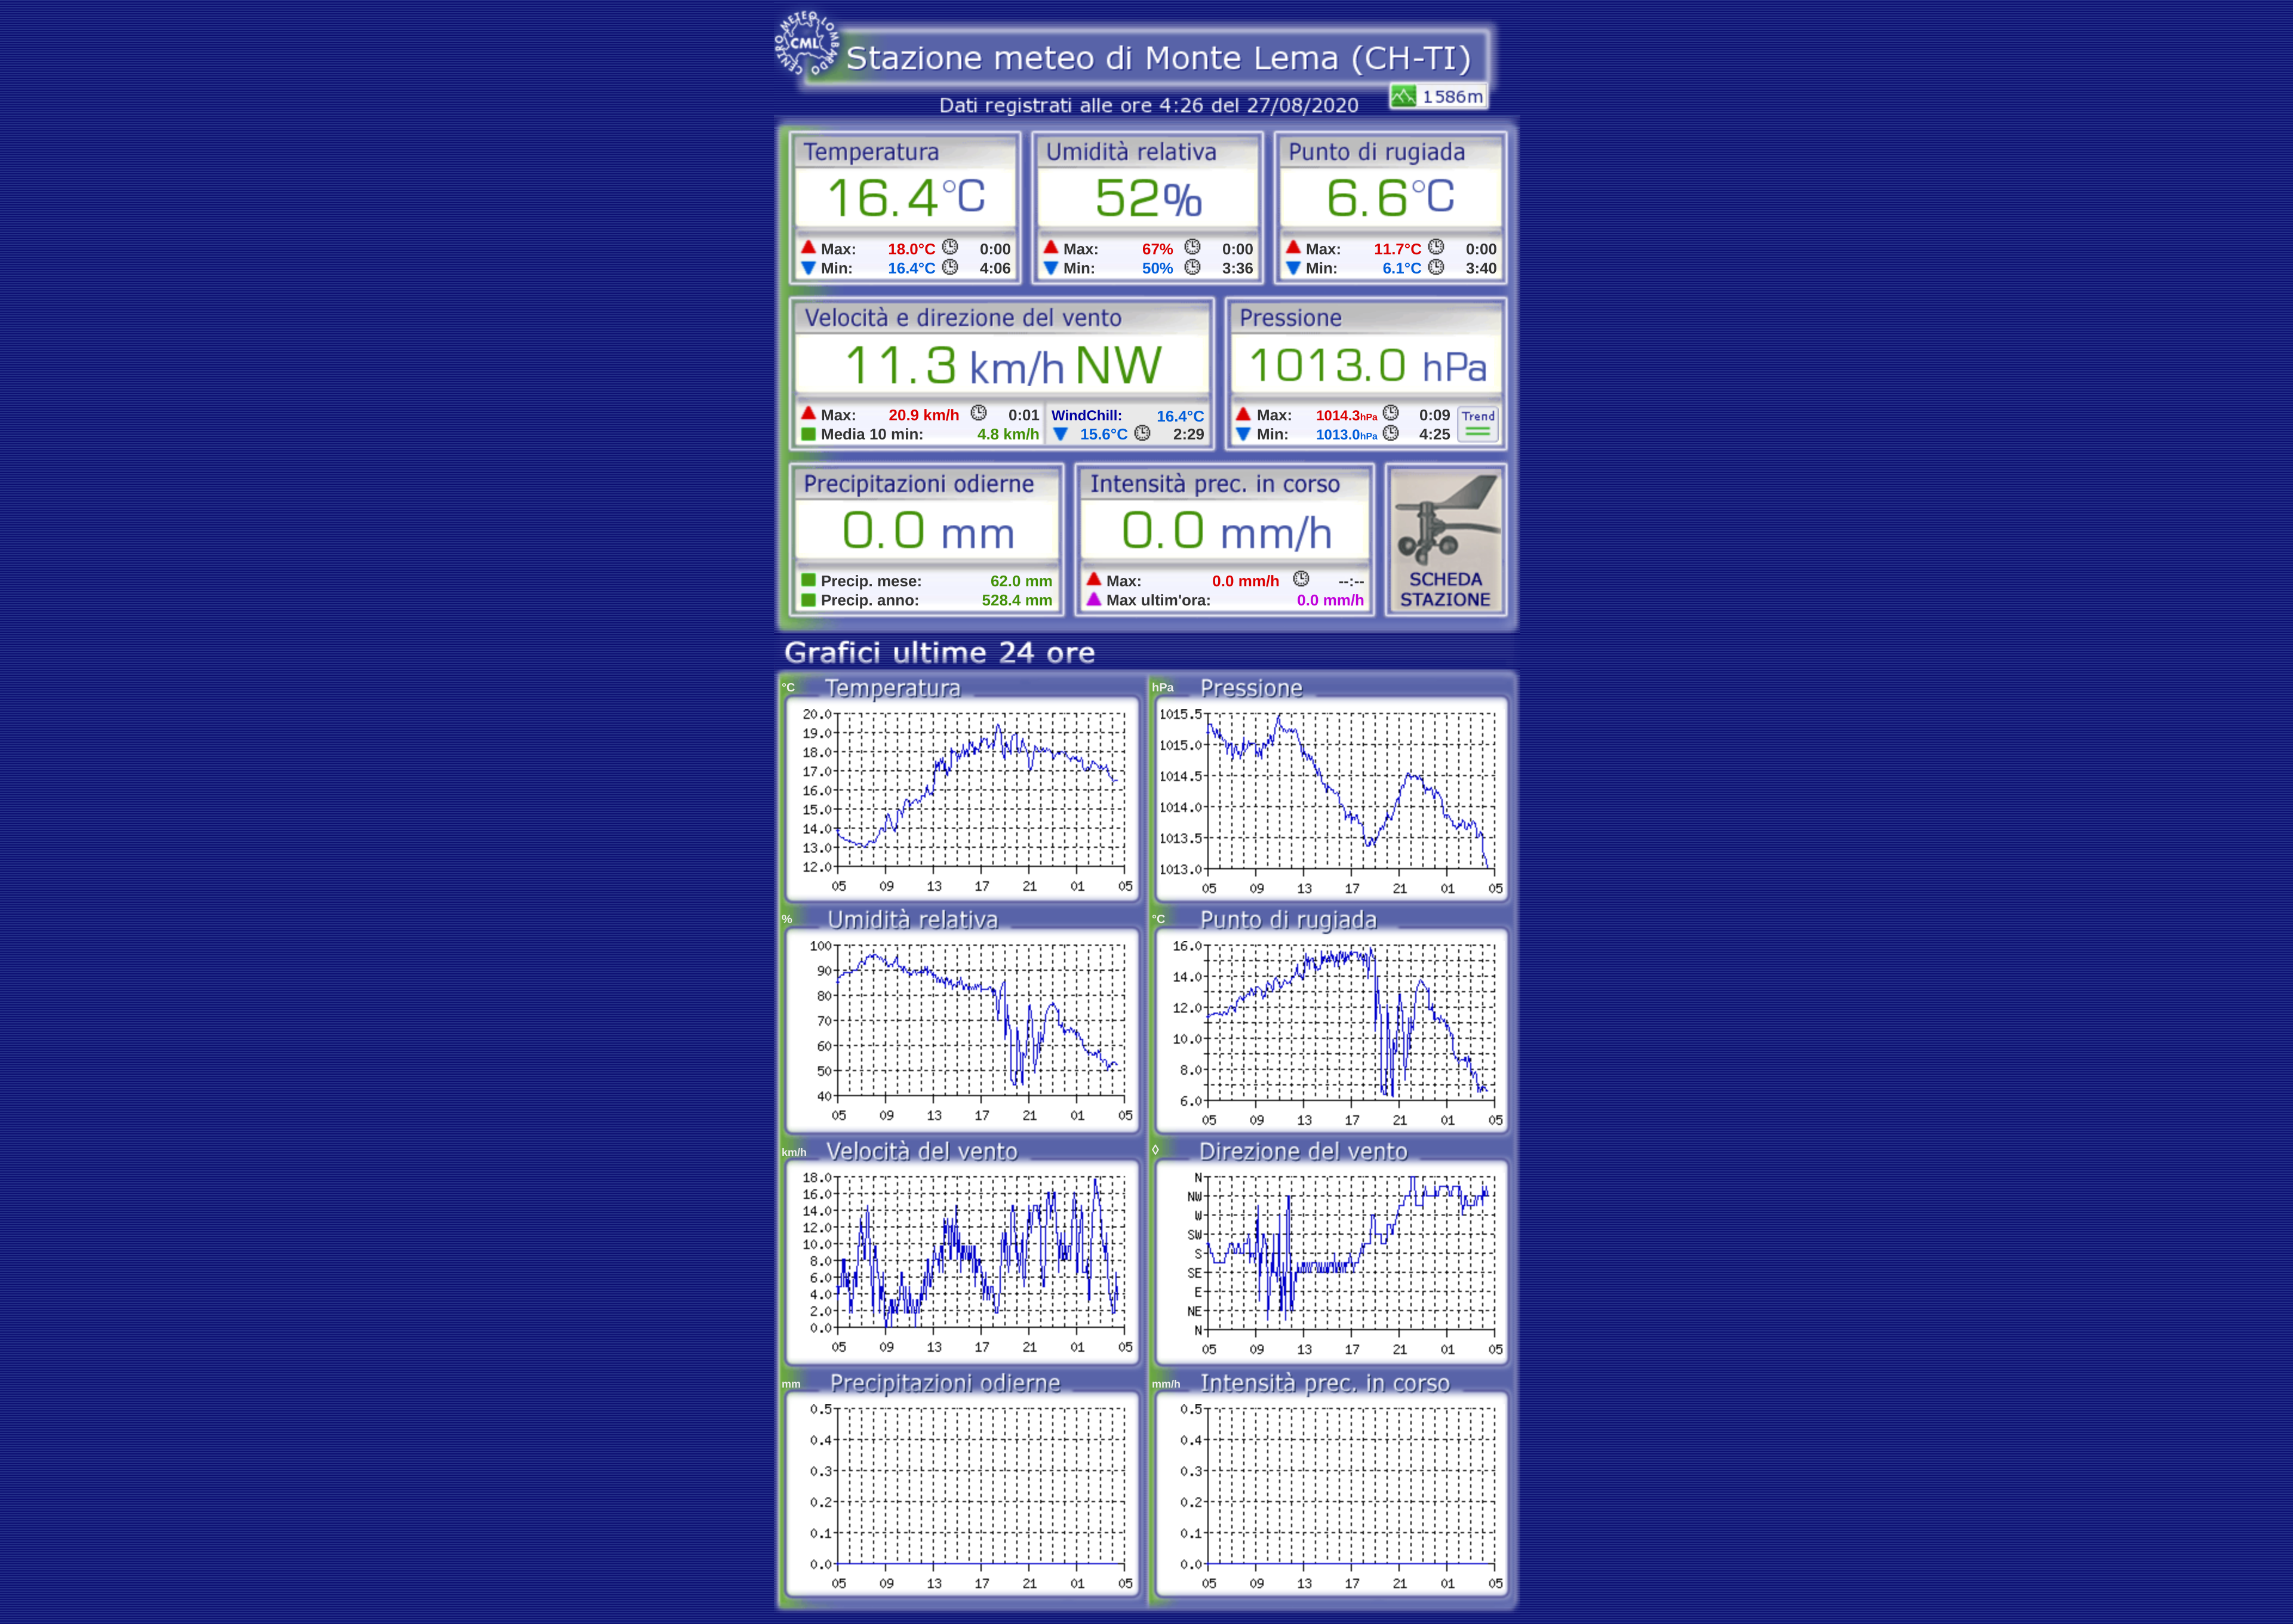 CENTRO METEO LOMBARDO
CML
Stazione meteo di Monte Lema (CH-TI)
1586m
Dati registrati alle ore 4:26 del 27/08/2020
Temperatura
16.4°C
Max: 18.0°C 0:00
Min: 16.4°C 4:06
Umidità relativa
52%
Max: 67% 0:00
Min: 50% 3:36
Punto di rugiada
6.6°C
Max: 11.7°C 0:00
Min: 6.1°C 3:40
Velocità e direzione del vento
11.3 km/h NW
Max: 20.9 km/h 0:01
Media 10 min: 4.8 km/h
WindChill: 16.4°C
15.6°C 2:29
Pressione
1013.0 hPa
Max: 1014.3hPa 0:09
Min: 1013.0hPa 4:25
Trend
Precipitazioni odierne
0.0 mm
Precip. mese: 62.0 mm
Precip. anno: 528.4 mm
Intensità prec. in corso
0.0 mm/h
Max: 0.0 mm/h --:--
Max ultim'ora: 0.0 mm/h
SCHEDA
STAZIONE
Grafici ultime 24 ore
°C Temperatura
20.0
19.0
18.0
17.0
16.0
15.0
14.0
13.0
12.0
05 09 13 17 21 01 05
hPa Pressione
1015.5
1015.0
1014.5
1014.0
1013.5
1013.0
05 09 13 17 21 01 05
% Umidità relativa
100
90
80
70
60
50
40
05 09 13 17 21 01 05
°C Punto di rugiada
16.0
14.0
12.0
10.0
8.0
6.0
05 09 13 17 21 01 05
km/h Velocità del vento
18.0
16.0
14.0
12.0
10.0
8.0
6.0
4.0
2.0
0.0
05 09 13 17 21 01 05
◊ Direzione del vento
N
NW
W
SW
S
SE
E
NE
N
05 09 13 17 21 01 05
mm Precipitazioni odierne
0.5
0.4
0.3
0.2
0.1
0.0
05 09 13 17 21 01 05
mm/h Intensità prec. in corso
0.5
0.4
0.3
0.2
0.1
0.0
05 09 13 17 21 01 05